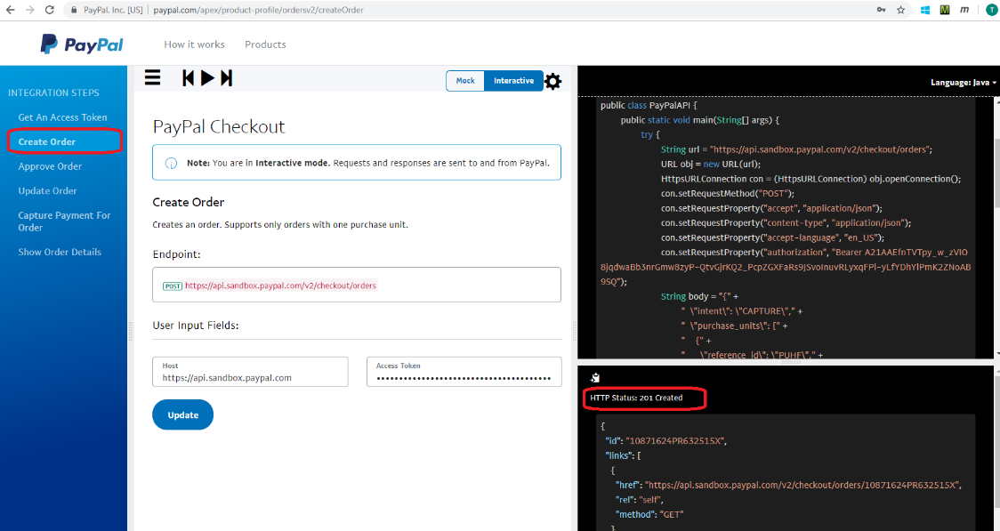 PayPal, Inc. [US] | paypal.com/apex/product-profile/ordersv2/createOrder
T
PayPal
How it works Products
INTEGRATION STEPS
Get An Access Token
Create Order
Approve Order
Update Order
Capture Payment For
Order
Show Order Details
Mock Interactive
PayPal Checkout
Note: You are in Interactive mode. Requests and responses are sent to and from PayPal.
Create Order
Creates an order. Supports only orders with one purchase unit.
Endpoint:
POST https://api.sandbox.paypal.com/v2/checkout/orders
User Input Fields:
Host
https://api.sandbox.paypal.com
Access Token
Update
Language: Java
public class PayPalAPI {
public static void main(String[] args) {
try {
String url = "https://api.sandbox.paypal.com/v2/checkout/orders";
URL obj = new URL(url);
HttpsURLConnection con = (HttpsURLConnection) obj.openConnection();
con.setRequestMethod("POST");
con.setRequestProperty("accept", "application/json");
con.setRequestProperty("content-type", "application/json");
con.setRequestProperty("accept-language", "en_US");
con.setRequestProperty("authorization", "Bearer
String body = "{" +
" \"intent\": \"CAPTURE\"," +
" \"purchase_units\": [" +
" {" +
" \"reference_id\": \"PUHF\"," +
HTTP Status: 201 Created
{
"id": "10871624PR632515X",
"links": [
{
"href": "https://api.sandbox.paypal.com/v2/checkout/orders/10871624PR632515X",
"rel": "self",
"method": "GET"
}